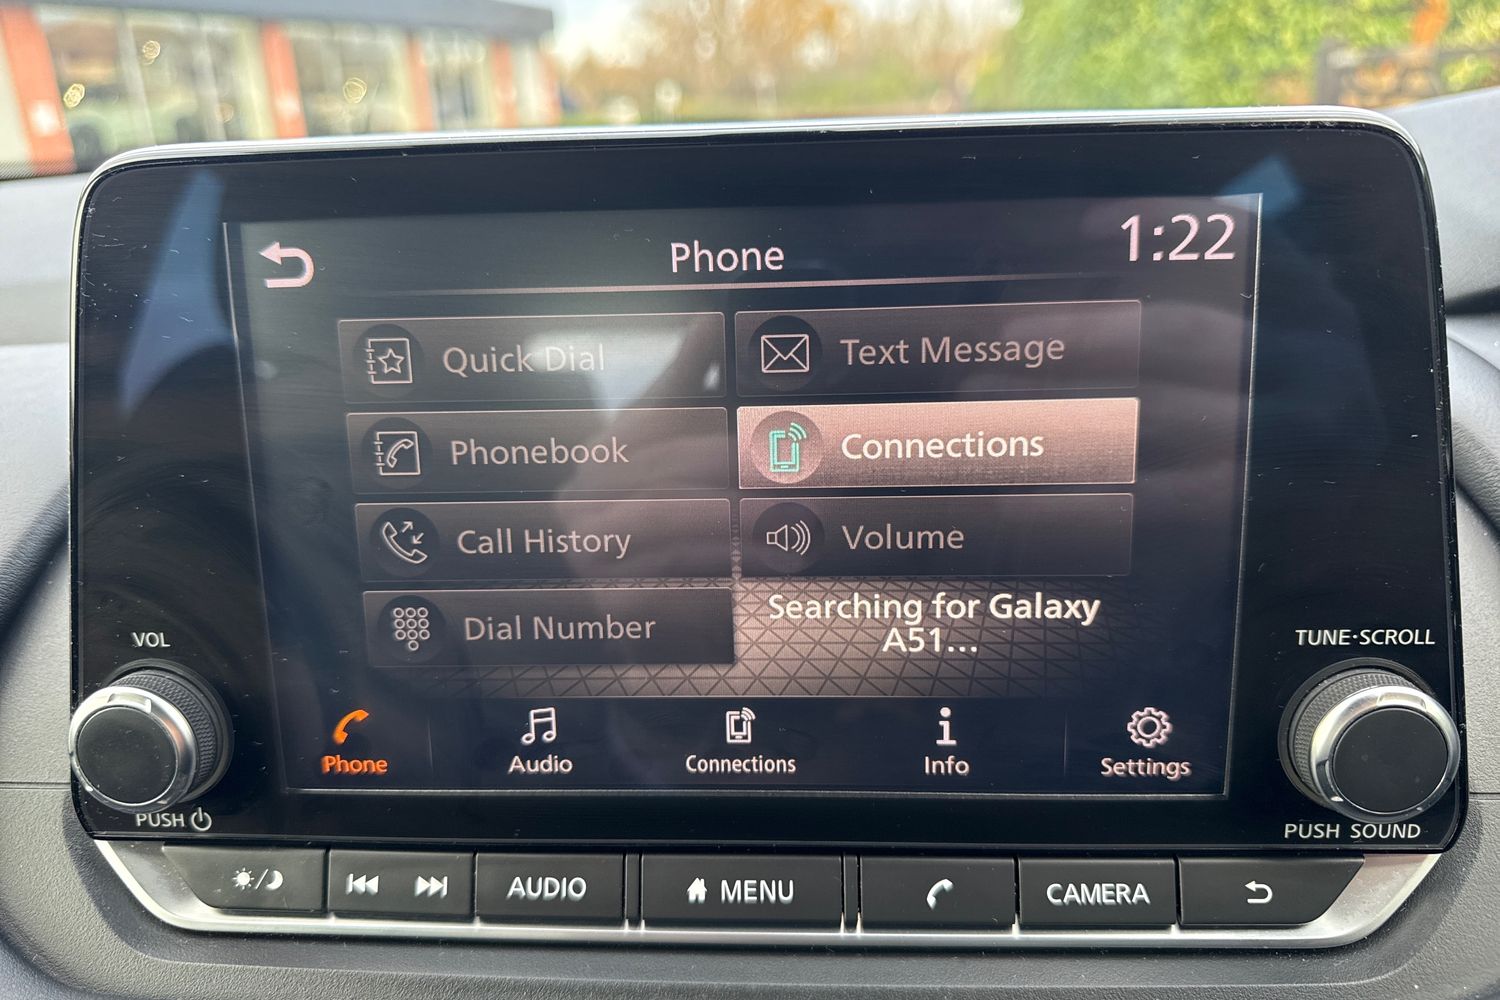 Phone
1:22
Quick Dial
Text Message
Phonebook
Connections
Call History
Volume
Dial Number
Searching for Galaxy
A51...
VOL
TUNE·SCROLL
Phone
Audio
Connections
Info
Settings
PUSH
PUSH SOUND
AUDIO
MENU
CAMERA